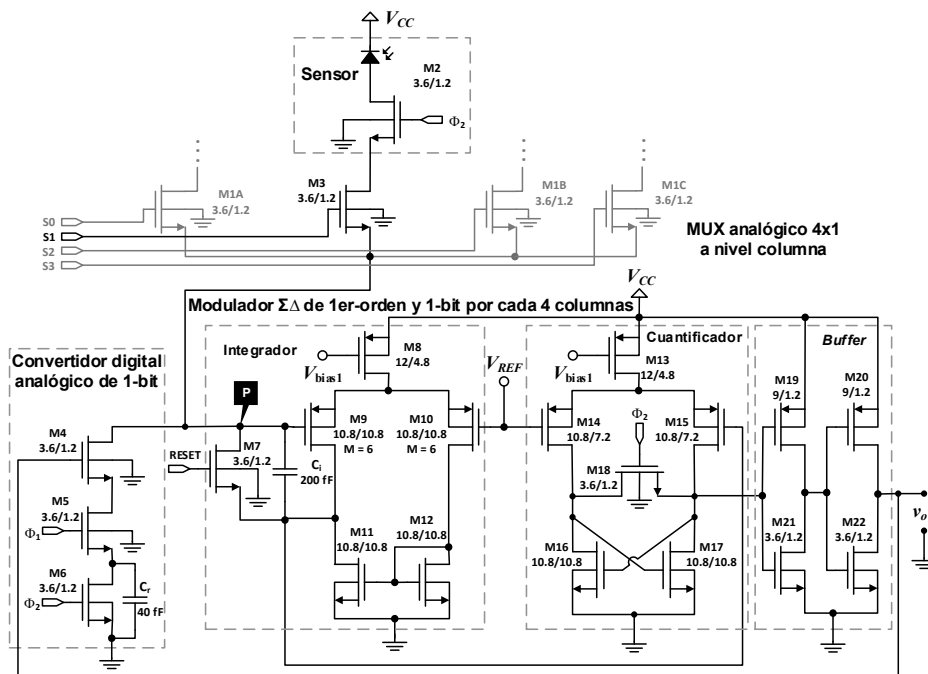 VCC
Sensor
M2
3.6/1.2
Φ2
M1A
3.6/1.2
M3
3.6/1.2
M1B
3.6/1.2
M1C
3.6/1.2
S0
S1
S2
S3
MUX analógico 4x1
a nivel columna
VCC
Modulador ΣΔ de 1er-orden y 1-bit por cada 4 columnas
Convertidor digital
analógico de 1-bit
Integrador
M8
12/4.8
Vbias1
VREF
Cuantificador
M13
12/4.8
Vbias1
Buffer
M19
9/1.2
M20
9/1.2
P
M4
3.6/1.2
RESET
M7
3.6/1.2
Ci
200 fF
M9
10.8/10.8
M = 6
M10
10.8/10.8
M = 6
M14
10.8/7.2
Φ2
M15
10.8/7.2
M18
3.6/1.2
M5
3.6/1.2
Φ1
M6
3.6/1.2
Φ2
Cr
40 fF
M11
10.8/10.8
M12
10.8/10.8
M16
10.8/10.8
M17
10.8/10.8
M21
3.6/1.2
M22
3.6/1.2
vo